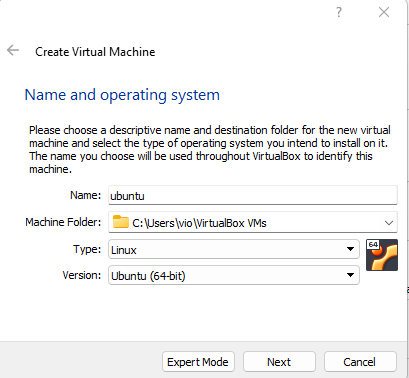 ?
Create Virtual Machine
Name and operating system
Please choose a descriptive name and destination folder for the new virtual
machine and select the type of operating system you intend to install on it.
The name you choose will be used throughout VirtualBox to identify this
machine.
Name: ubuntu
Machine Folder: C:\Users\vio\VirtualBox VMs
Type: Linux
64
Version: Ubuntu (64-bit)
Expert Mode Next Cancel